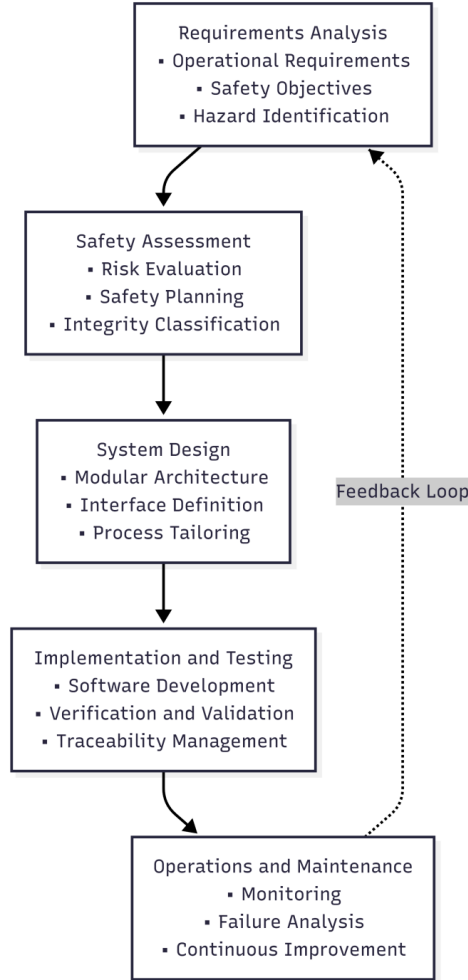 Requirements Analysis
▪ Operational Requirements
▪ Safety Objectives
▪ Hazard Identification
Safety Assessment
▪ Risk Evaluation
▪ Safety Planning
▪ Integrity Classification
System Design
▪ Modular Architecture
▪ Interface Definition
▪ Process Tailoring
Feedback Loop
Implementation and Testing
▪ Software Development
▪ Verification and Validation
▪ Traceability Management
Operations and Maintenance
▪ Monitoring
▪ Failure Analysis
▪ Continuous Improvement